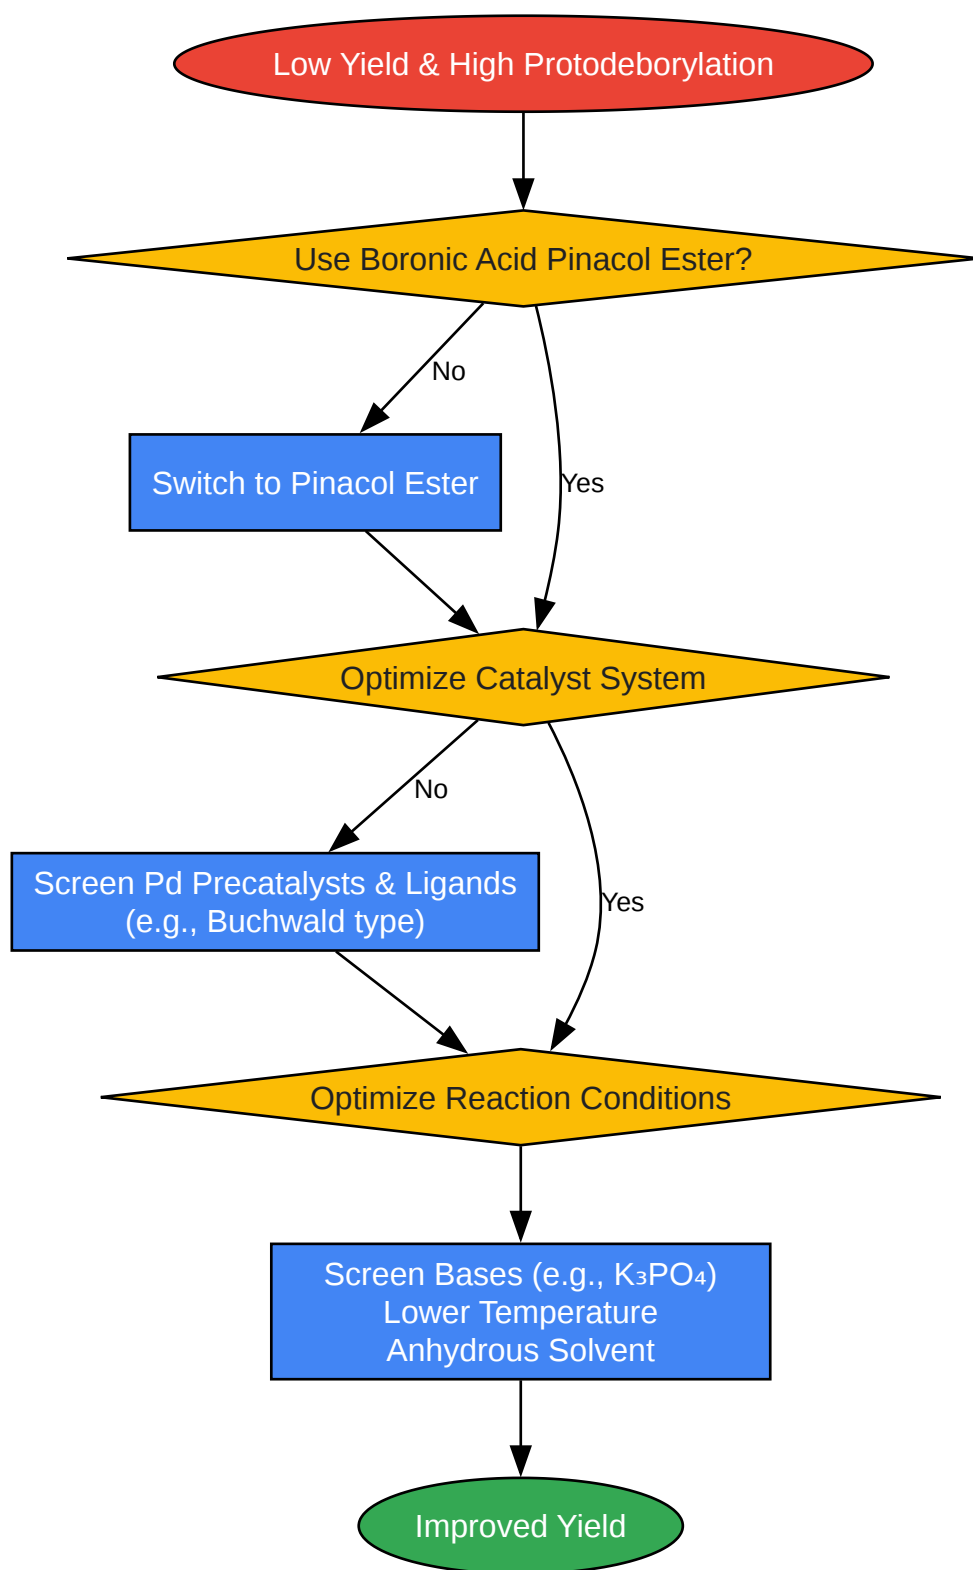 Low Yield & High Protodeborylation
Use Boronic Acid Pinacol Ester?
No
Switch to Pinacol Ester
Yes
Optimize Catalyst System
No
Screen Pd Precatalysts & Ligands
(e.g., Buchwald type)
Yes
Optimize Reaction Conditions
Screen Bases (e.g., K₃PO₄)
Lower Temperature
Anhydrous Solvent
Improved Yield